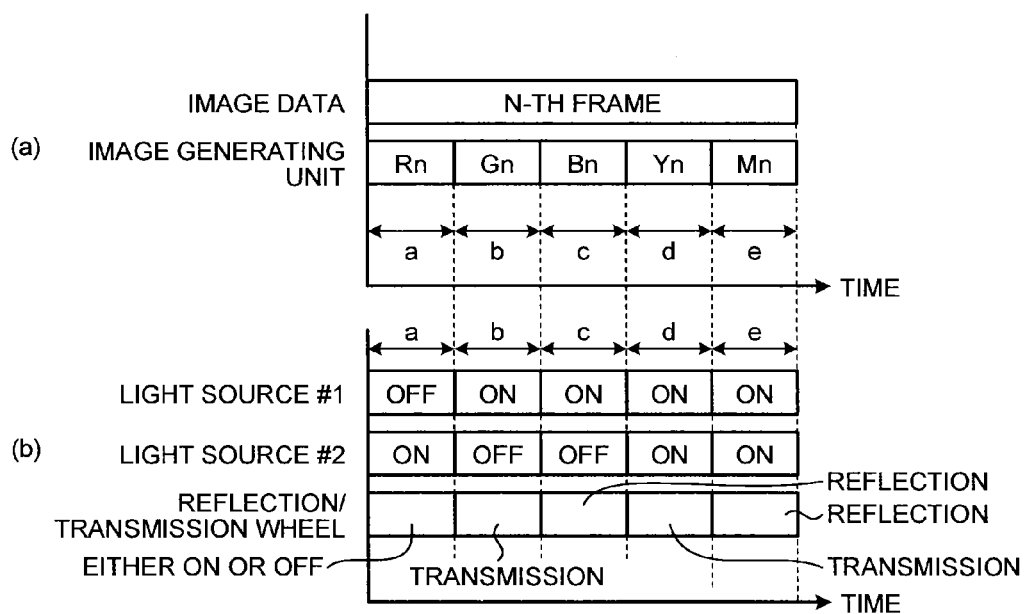 IMAGE DATA
N-TH FRAME
(a)
IMAGE GENERATING
UNIT
Rn Gn Bn Yn Mn
a b c d e
TIME
a b c d e
LIGHT SOURCE #1
OFF ON ON ON ON
(b)
LIGHT SOURCE #2
ON OFF OFF ON ON
REFLECTION
REFLECTION/
TRANSMISSION WHEEL
REFLECTION
EITHER ON OR OFF
TRANSMISSION
TRANSMISSION
TIME